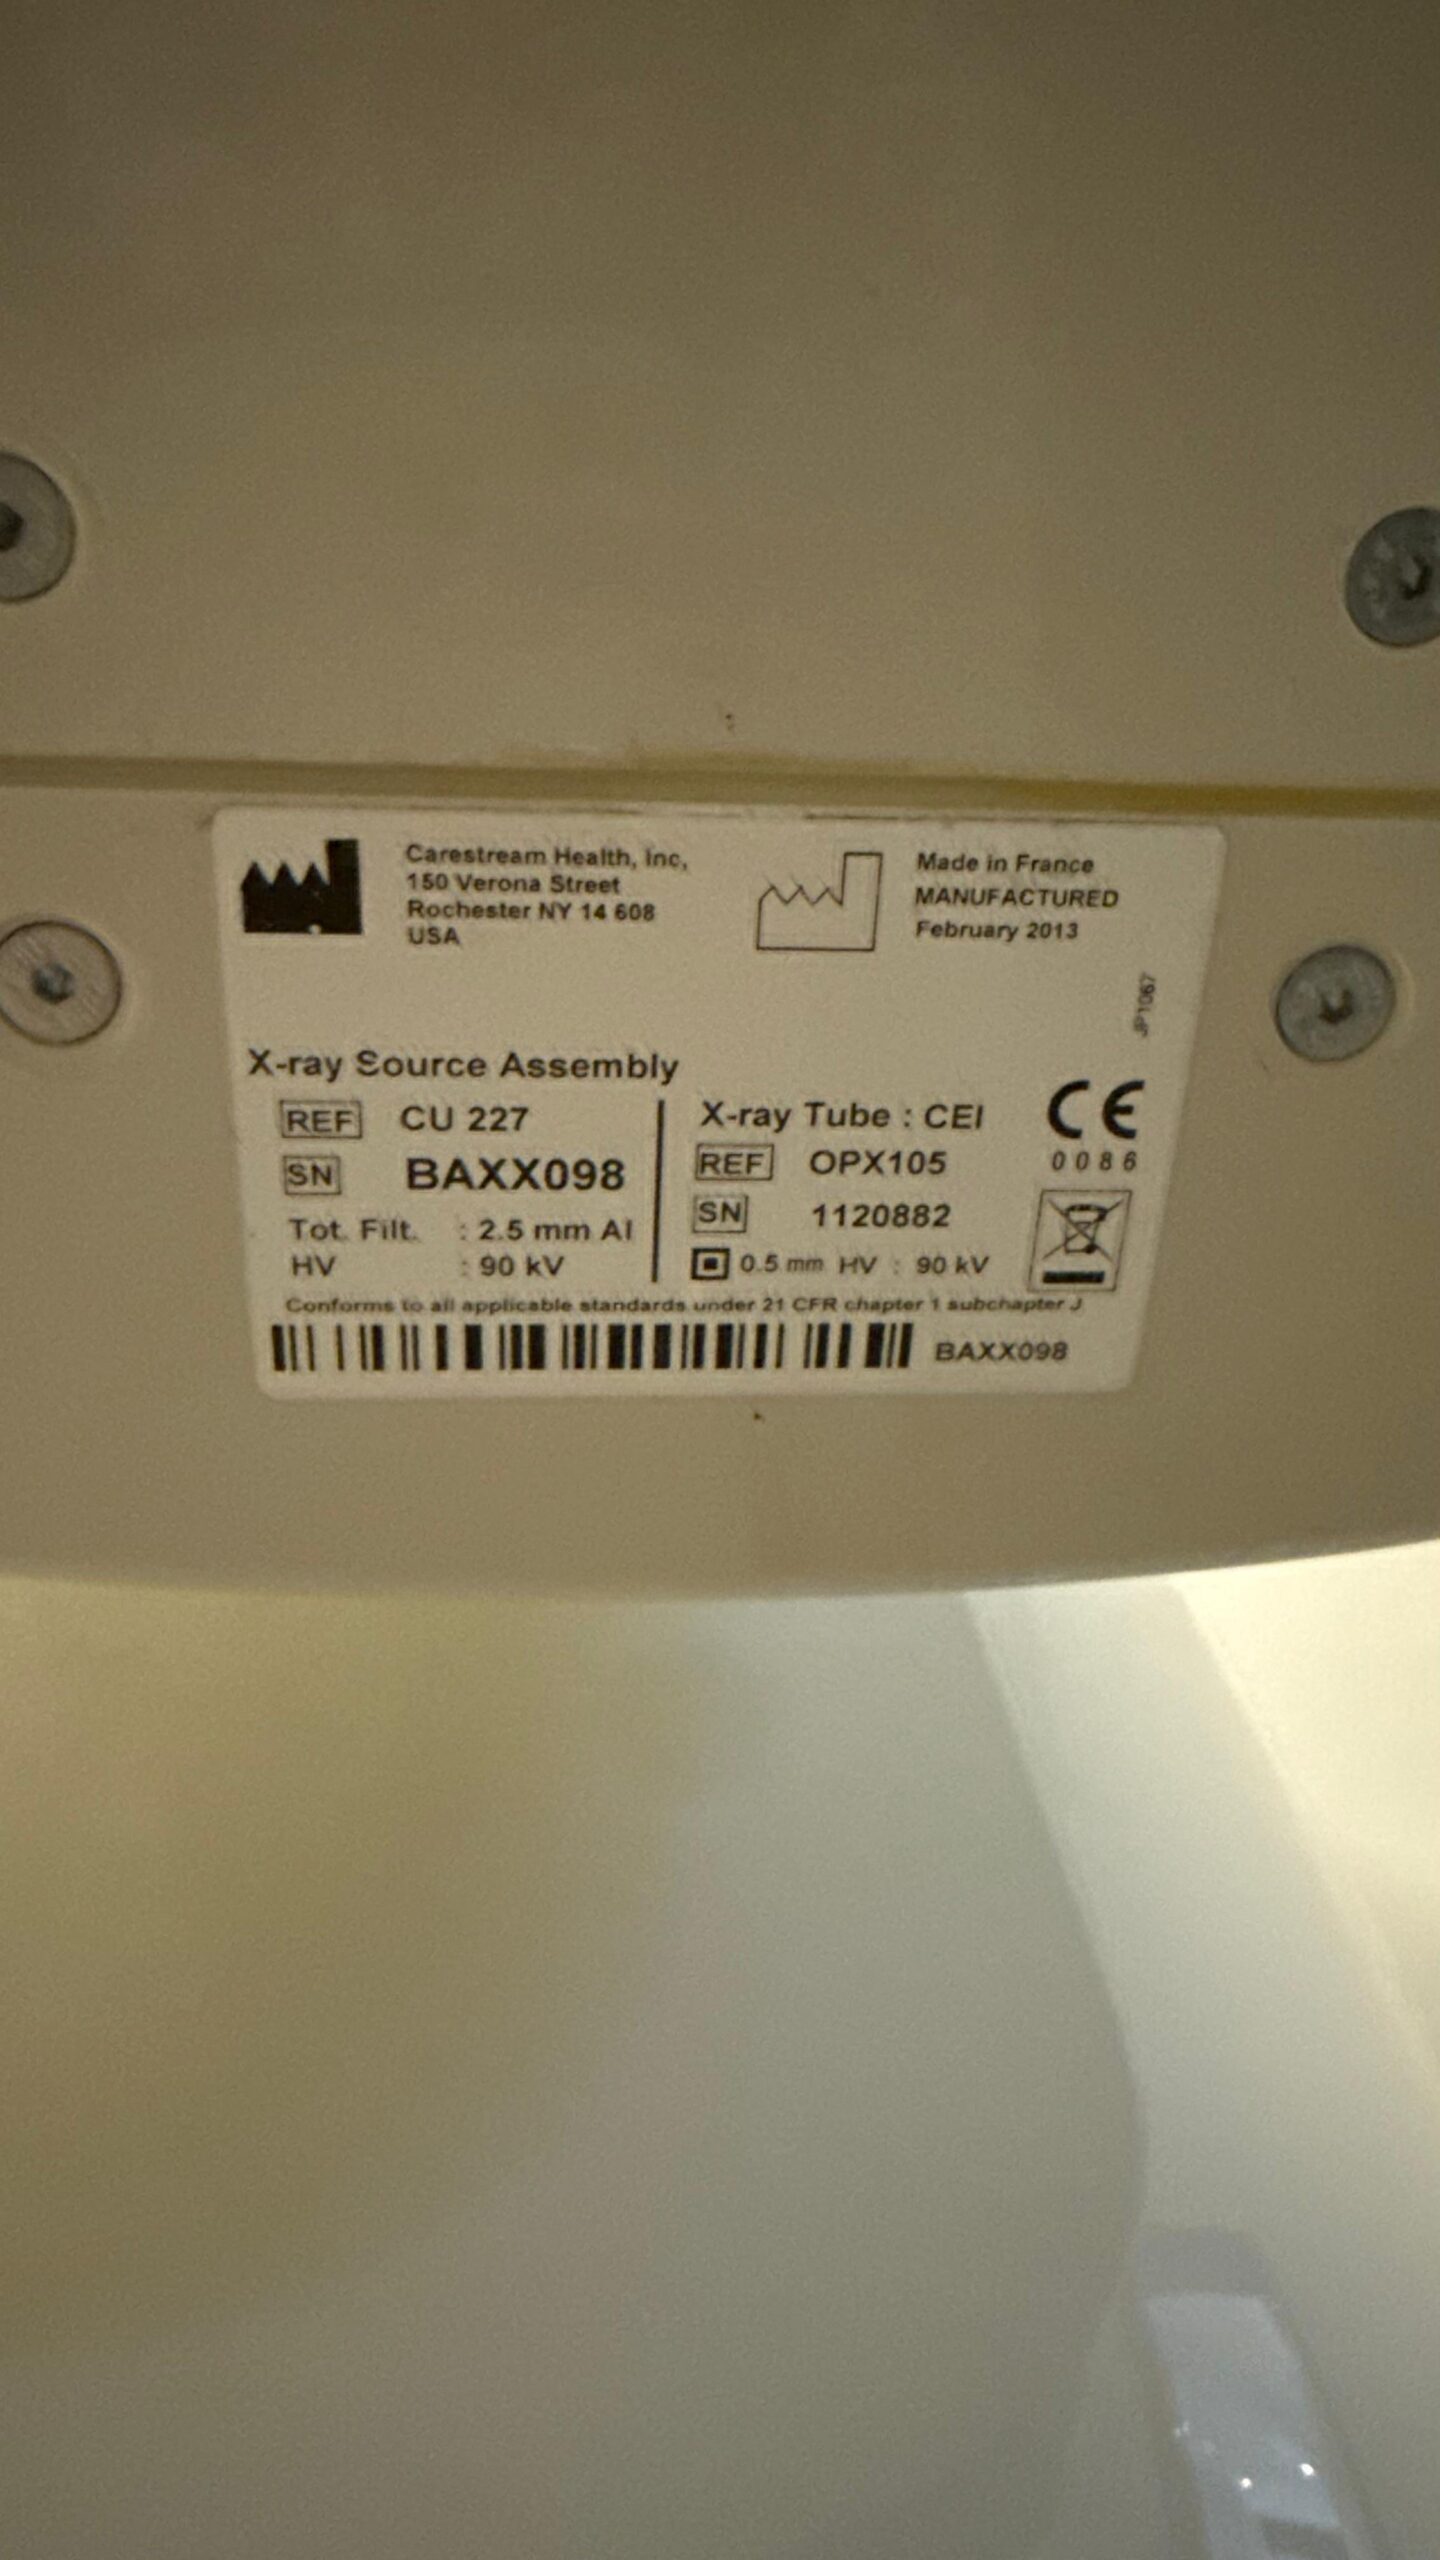 Carestream Health, Inc,
150 Verona Street
Rochester NY 14 608
USA
Made in France
MANUFACTURED
February 2013
JP1067
X-ray Source Assembly
REF CU 227
SN BAXX098
Tot. Filt. : 2.5 mm Al
HV : 90 kV
X-ray Tube : CEI
REF OPX105
SN 1120882
0.5 mm HV : 90 kV
CE
0086
Conforms to all applicable standards under 21 CFR chapter 1 subchapter J
BAXX098